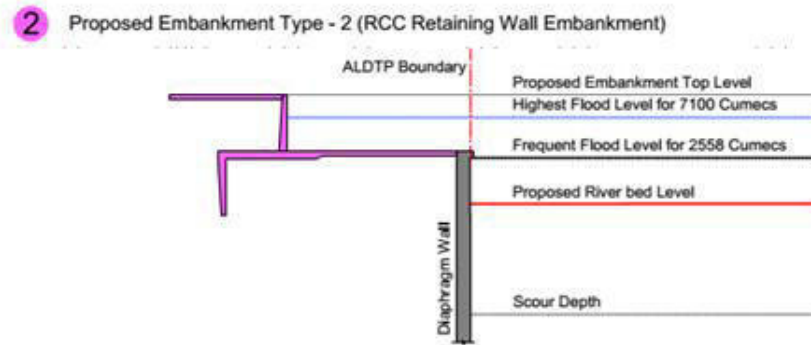 2 Proposed Embankment Type - 2 (RCC Retaining Wall Embankment)
ALDTP Boundary
Proposed Embankment Top Level
Highest Flood Level for 7100 Cumecs
Frequent Flood Level for 2558 Cumecs
Proposed River bed Level
Diaphragm Wall
Scour Depth